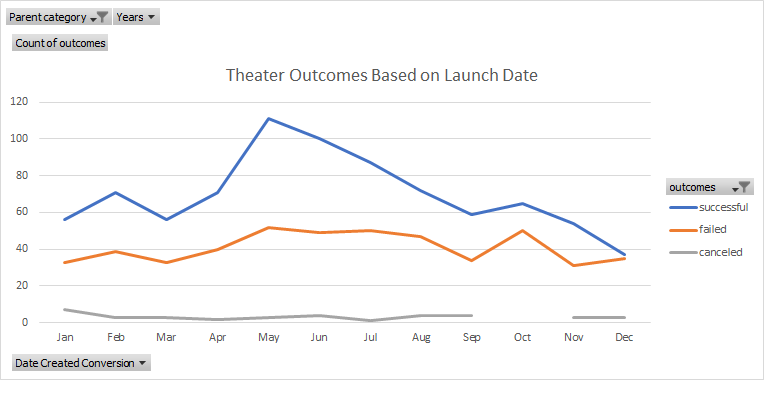 Parent category Years
Count of outcomes
Theater Outcomes Based on Launch Date
120
100
80
60
40
20
0
Jan Feb Mar Apr May Jun Jul Aug Sep Oct Nov Dec
outcomes
successful
failed
canceled
Date Created Conversion